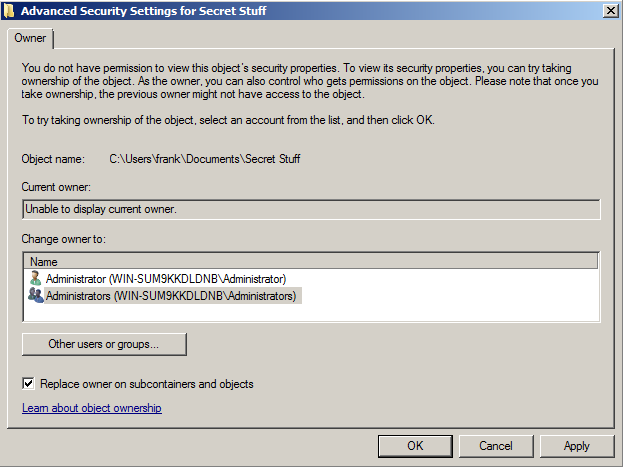 Advanced Security Settings for Secret Stuff
Owner
You do not have permission to view this object's security properties. To view its security properties, you can try taking
ownership of the object. As the owner, you can also control who gets permissions on the object. Please note that once you
take ownership, the previous owner might not have access to the object.
To try taking ownership of the object, select an account from the list, and then click OK.
Object name: C:\Users\frank\Documents\Secret Stuff
Current owner:
Unable to display current owner.
Change owner to:
Name
Administrator (WIN-SUM9KKDLDNB\Administrator)
Administrators (WIN-SUM9KKDLDNB\Administrators)
Other users or groups...
Replace owner on subcontainers and objects
Learn about object ownership
OK Cancel Apply